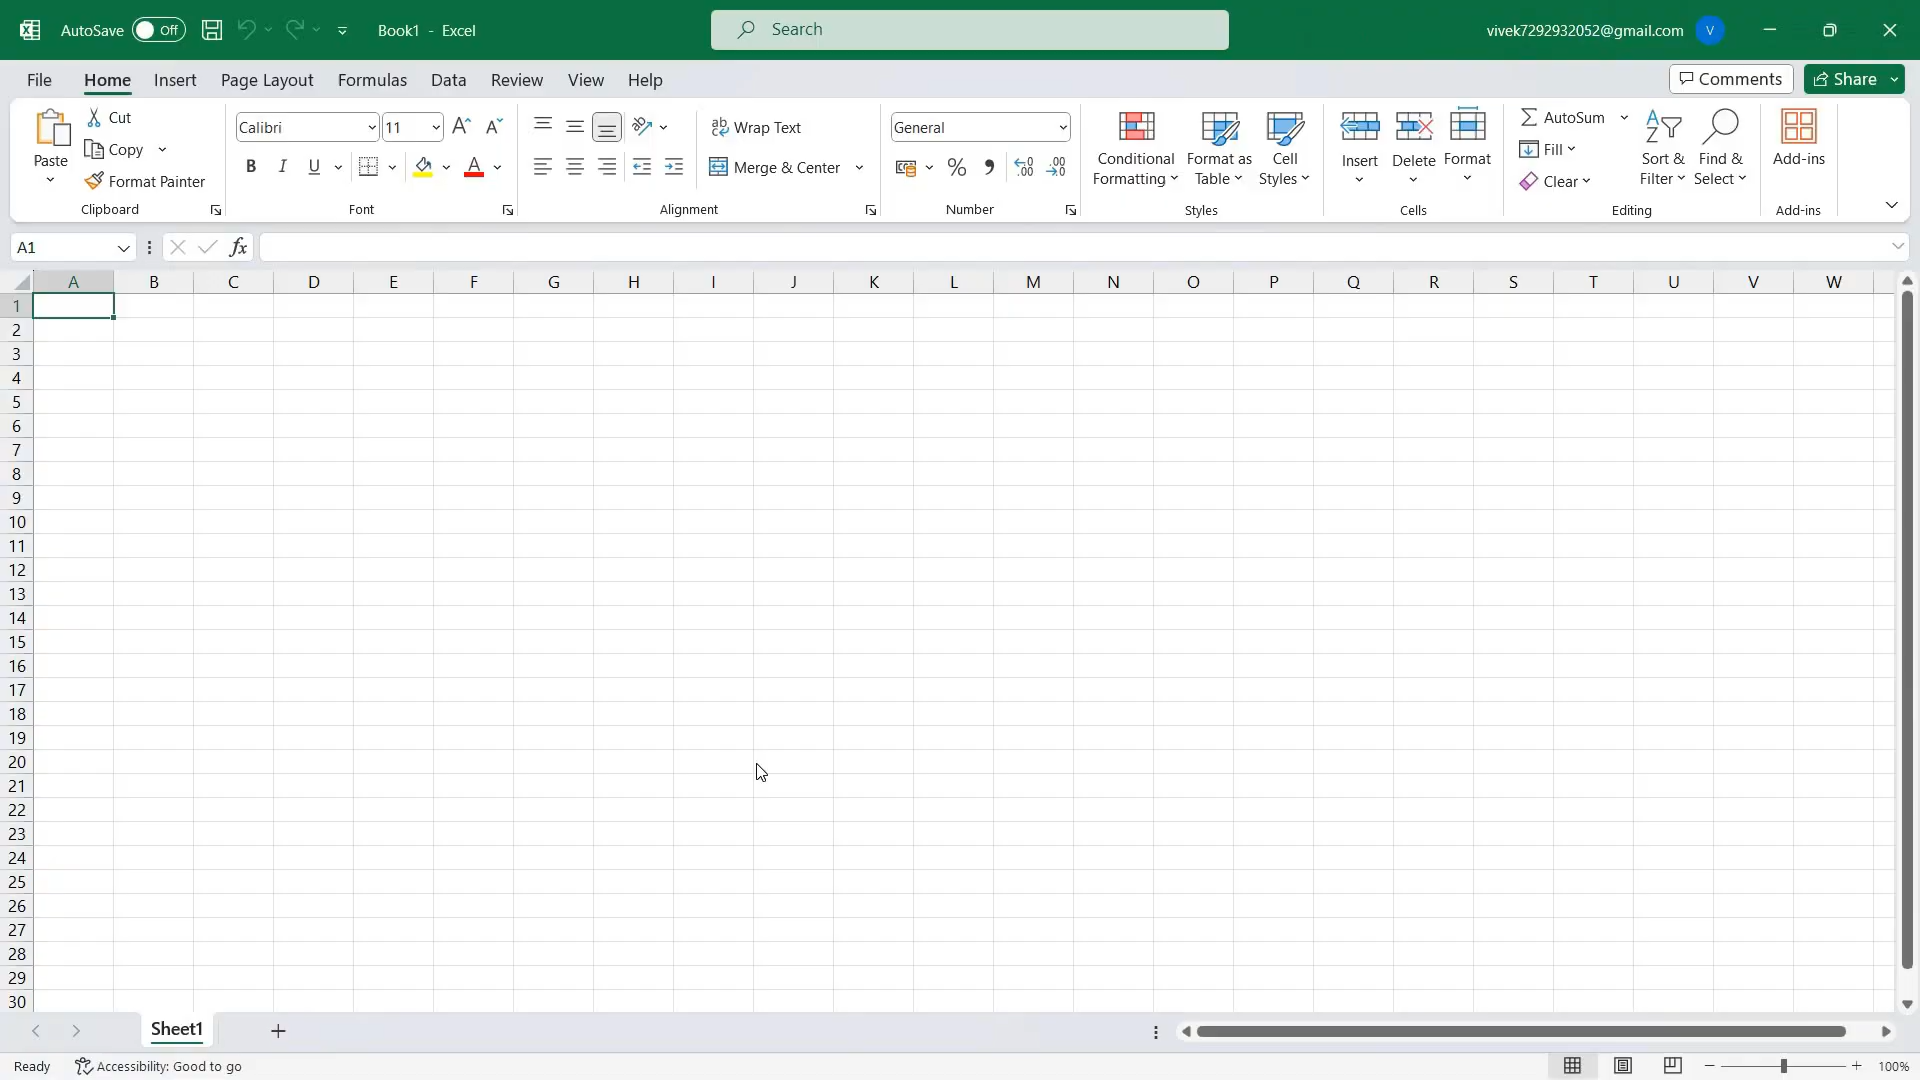 AutoSave Off Book1 - Excel Search vivek7292932052@gmail.com V
File Home Insert Page Layout Formulas Data Review View Help Comments Share
Paste Cut Copy Format Painter Clipboard
Calibri 11 B I U A Font
ab Wrap Text Merge & Center Alignment
General % Number
Conditional Formatting Format as Table Cell Styles Styles
Insert Delete Format Cells
AutoSum Fill Clear Sort & Filter Find & Select Editing
Add-ins Add-ins
A1 fx
A B C D E F G H I J K L M N O P Q R S T U V W
1
2
3
4
5
6
7
8
9
10
11
12
13
14
15
16
17
18
19
20
21
22
23
24
25
26
27
28
29
30
Sheet1
Ready Accessibility: Good to go 100%